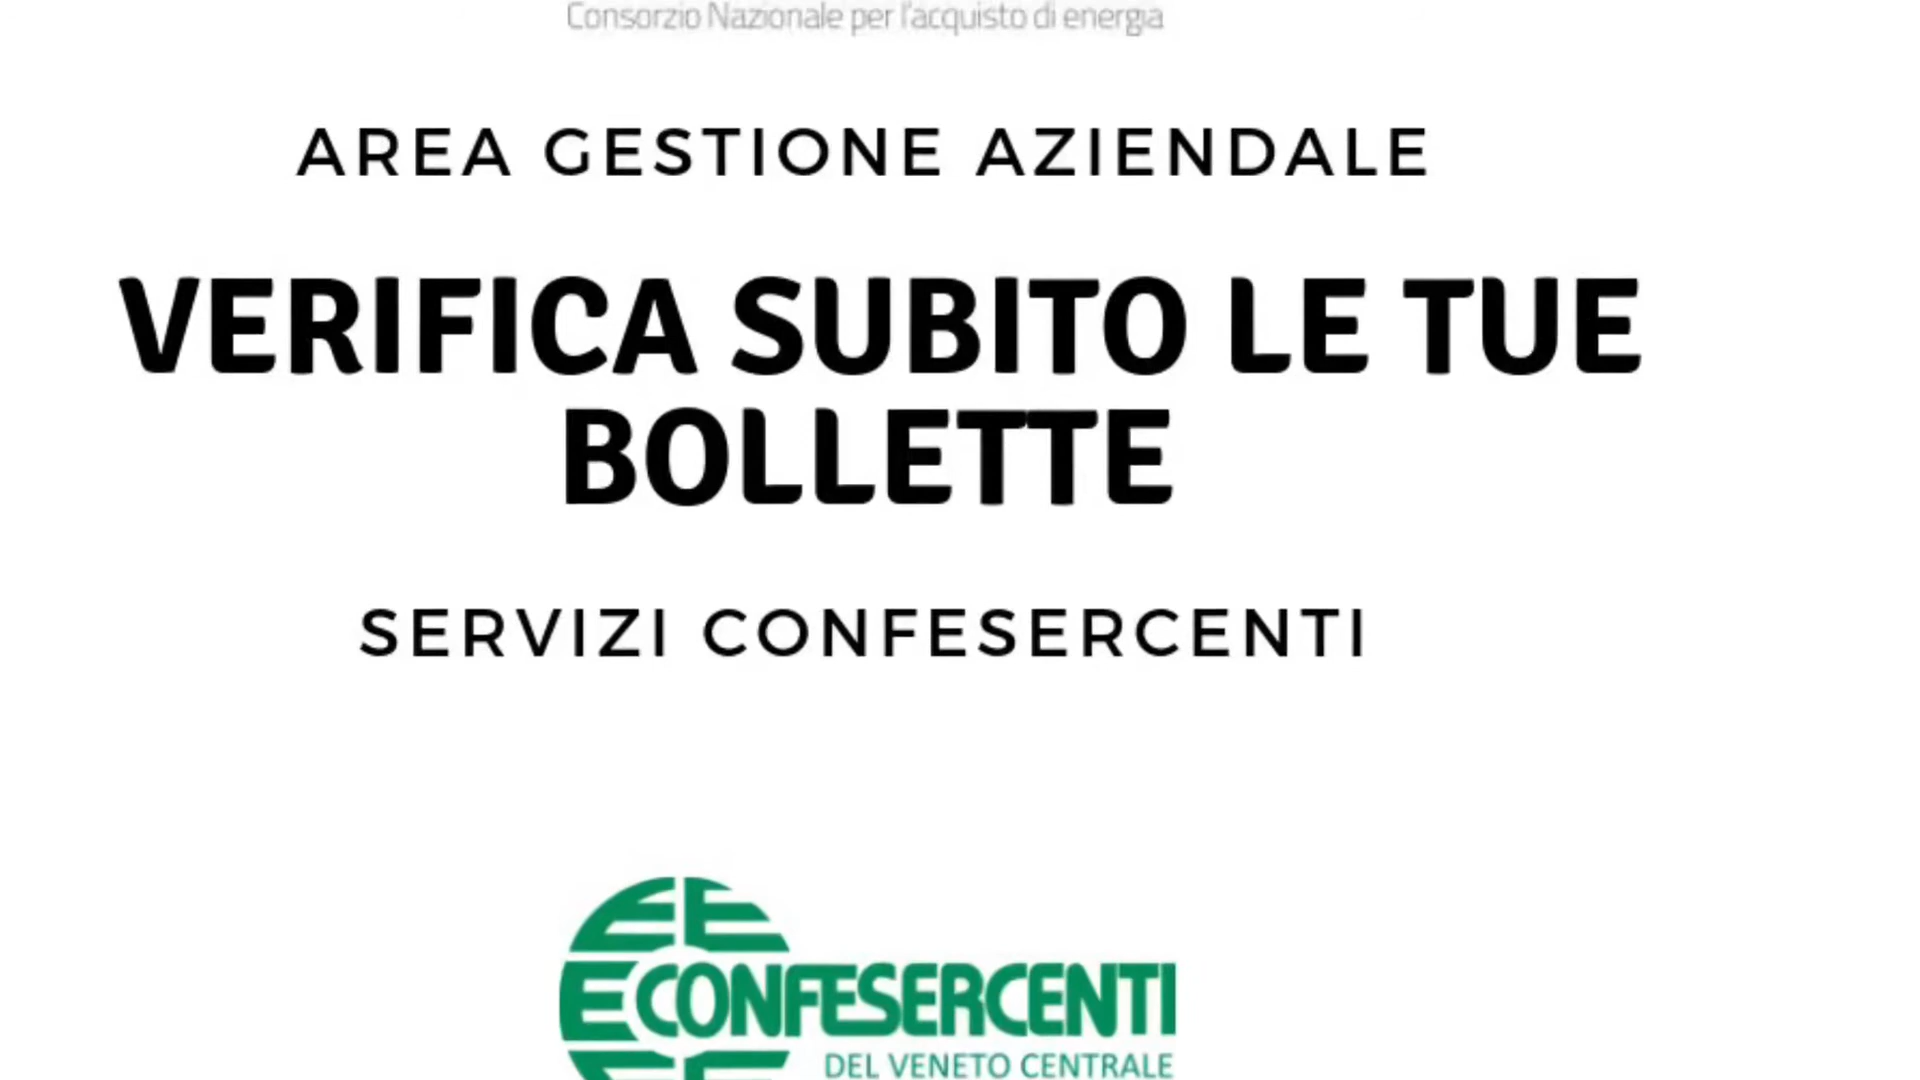 Consorzio Nazionale per l'acquisto di energia
AREA GESTIONE AZIENDALE
VERIFICA SUBITO LE TUE
BOLLETTE
SERVIZI CONFESERCENTI
CONFESERCENTI
DEL VENETO CENTRALE